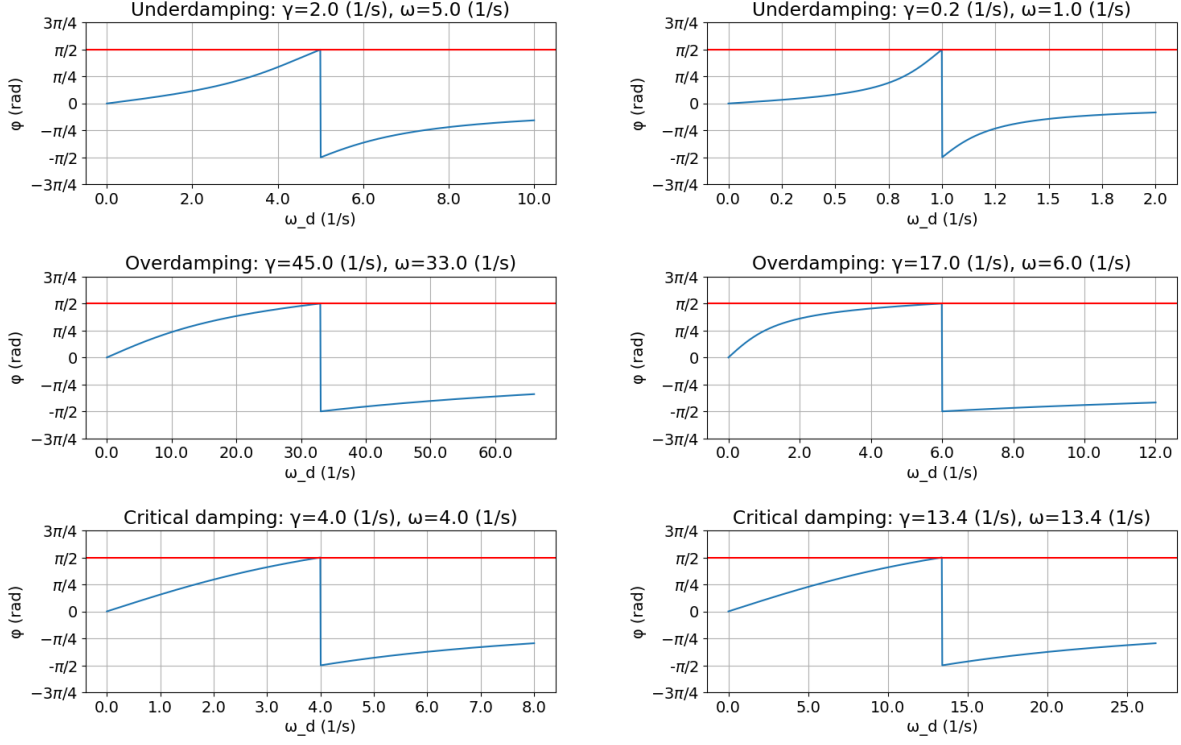 Underdamping: γ=2.0 (1/s), ω=5.0 (1/s)
3π/4
π/2
π/4
0
−π/4
-π/2
−3π/4
φ (rad)
0.0 2.0 4.0 6.0 8.0 10.0
ω_d (1/s)
Underdamping: γ=0.2 (1/s), ω=1.0 (1/s)
3π/4
π/2
π/4
0
−π/4
-π/2
−3π/4
φ (rad)
0.0 0.2 0.5 0.8 1.0 1.2 1.5 1.8 2.0
ω_d (1/s)
Overdamping: γ=45.0 (1/s), ω=33.0 (1/s)
3π/4
π/2
π/4
0
−π/4
-π/2
−3π/4
φ (rad)
0.0 10.0 20.0 30.0 40.0 50.0 60.0
ω_d (1/s)
Overdamping: γ=17.0 (1/s), ω=6.0 (1/s)
3π/4
π/2
π/4
0
−π/4
-π/2
−3π/4
φ (rad)
0.0 2.0 4.0 6.0 8.0 10.0 12.0
ω_d (1/s)
Critical damping: γ=4.0 (1/s), ω=4.0 (1/s)
3π/4
π/2
π/4
0
−π/4
-π/2
−3π/4
φ (rad)
0.0 1.0 2.0 3.0 4.0 5.0 6.0 7.0 8.0
ω_d (1/s)
Critical damping: γ=13.4 (1/s), ω=13.4 (1/s)
3π/4
π/2
π/4
0
−π/4
-π/2
−3π/4
φ (rad)
0.0 5.0 10.0 15.0 20.0 25.0
ω_d (1/s)